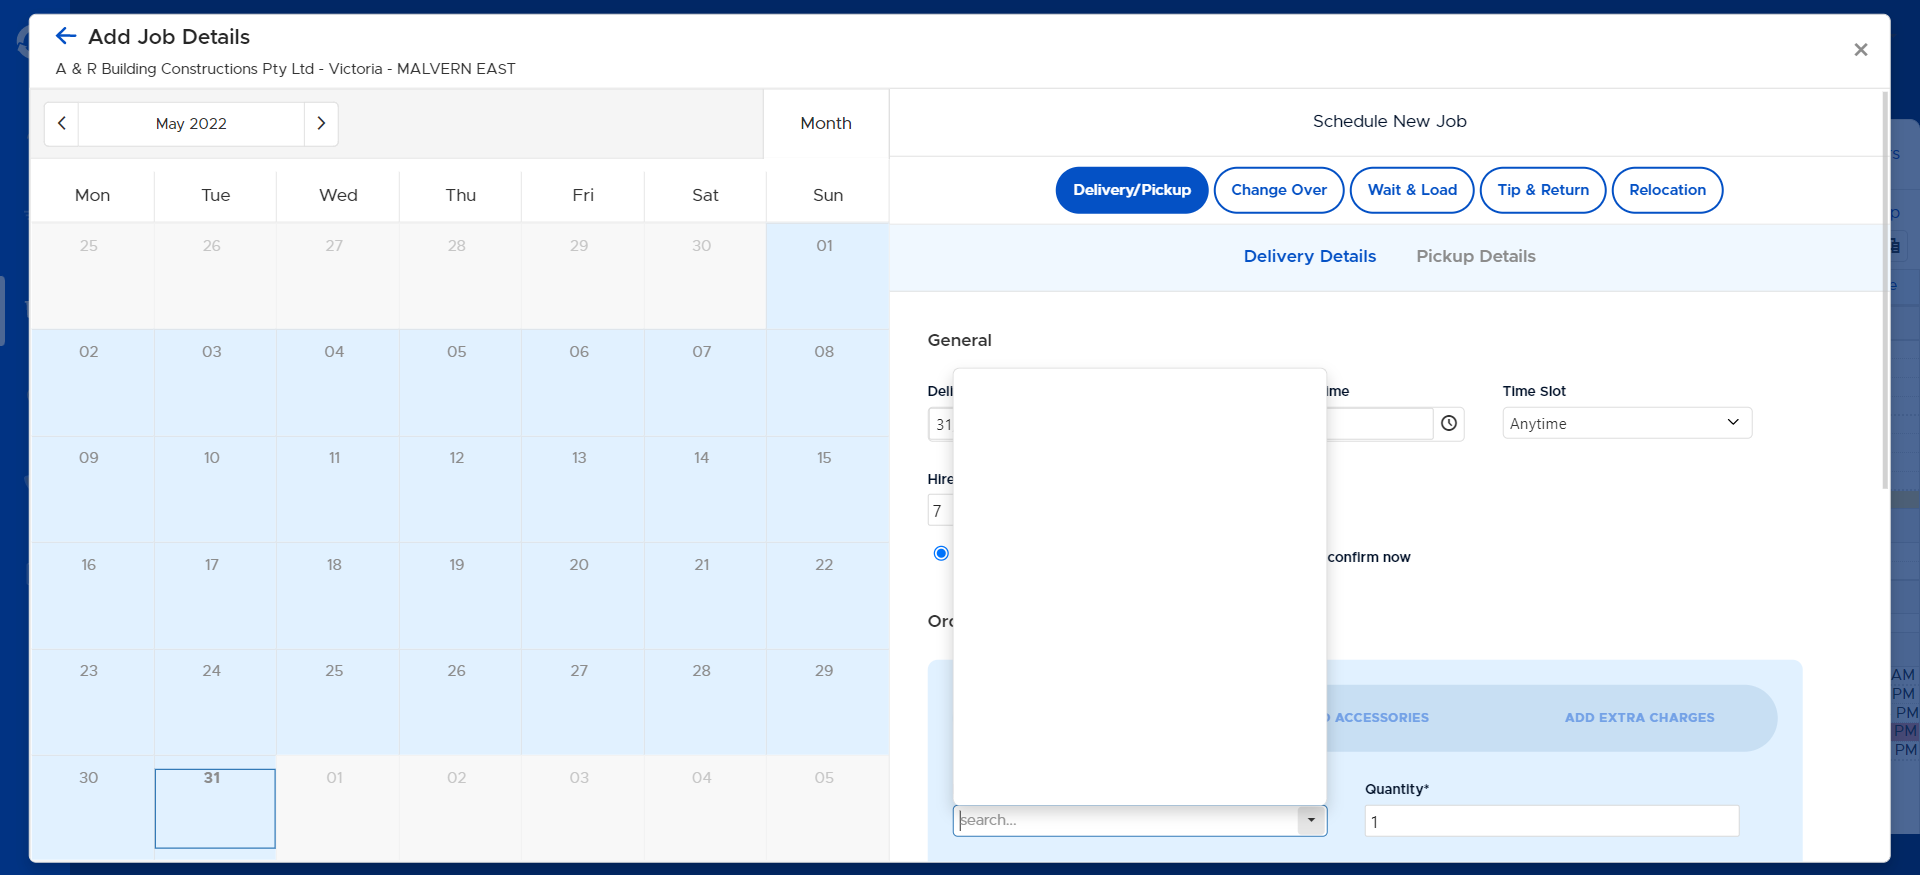 Add Job Details
A & R Building Constructions Pty Ltd - Victoria - MALVERN EAST
May 2022
Month
Mon Tue Wed Thu Fri Sat Sun
25 26 27 28 29 30 01
02 03 04 05 06 07 08
09 10 11 12 13 14 15
16 17 18 19 20 21 22
23 24 25 26 27 28 29
30 31 01 02 03 04 05
Schedule New Job
Delivery/Pickup Change Over Wait & Load Tip & Return Relocation
Delivery Details Pickup Details
General
Time Slot
31
Anytime
Hire
7
confirm now
ACCESSORIES ADD EXTRA CHARGES
Quantity*
search...
1
AM
PM
PM
PM
PM